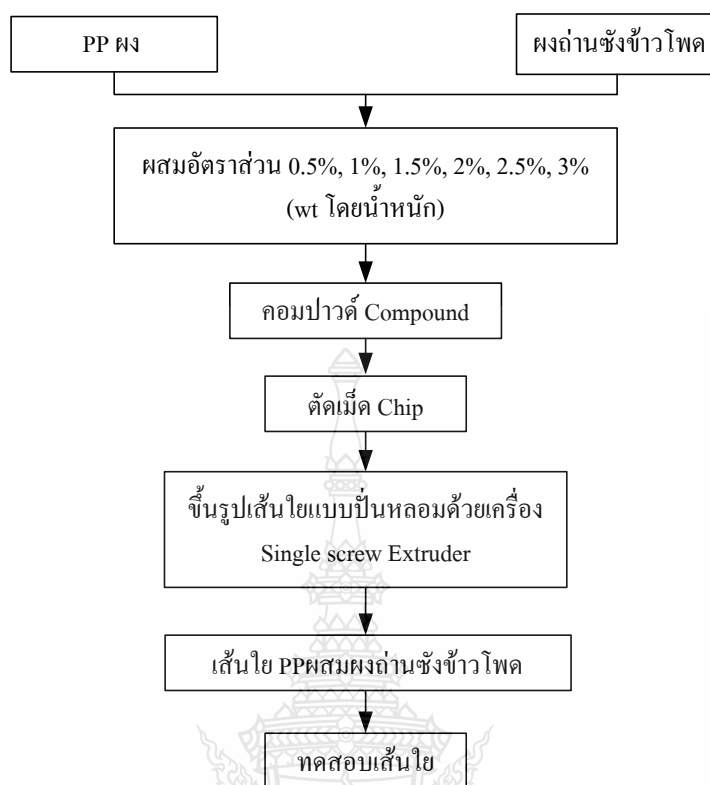 PP ผง
ผงถ่านซังข้าวโพด
ผสมอัตราส่วน 0.5%, 1%, 1.5%, 2%, 2.5%, 3%
(wt โดยน้ำหนัก)
คอมปาวด์ Compound
ตัดเม็ด Chip
ขึ้นรูปเส้นใยแบบปั่นหลอมด้วยเครื่อง
Single screw Extruder
เส้นใย PPผสมผงถ่านซังข้าวโพด
ทดสอบเส้นใย